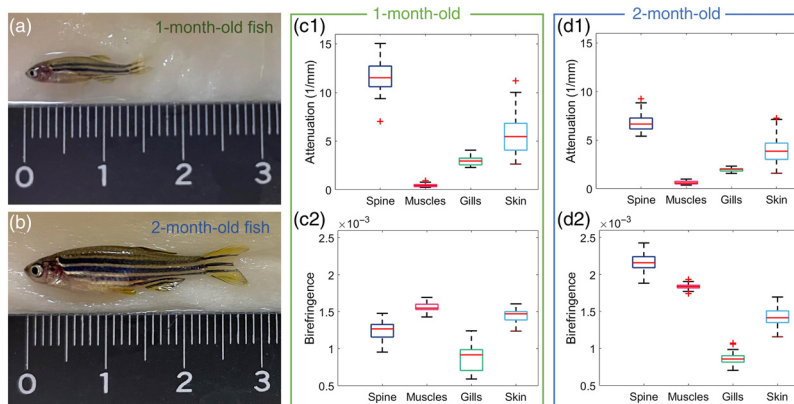 (a)
1-month-old fish
0 1 2 3
(b)
2-month-old fish
0 1 2 3
1-month-old
(c1)
Attenuation (1/mm)
15
10
5
0
Spine Muscles Gills Skin
(c2)
×10⁻³
Birefringence
2.5
2
1.5
1
0.5
Spine Muscles Gills Skin
2-month-old
(d1)
Attenuation (1/mm)
15
10
5
0
Spine Muscles Gills Skin
(d2)
×10⁻³
Birefringence
2.5
2
1.5
1
0.5
Spine Muscles Gills Skin